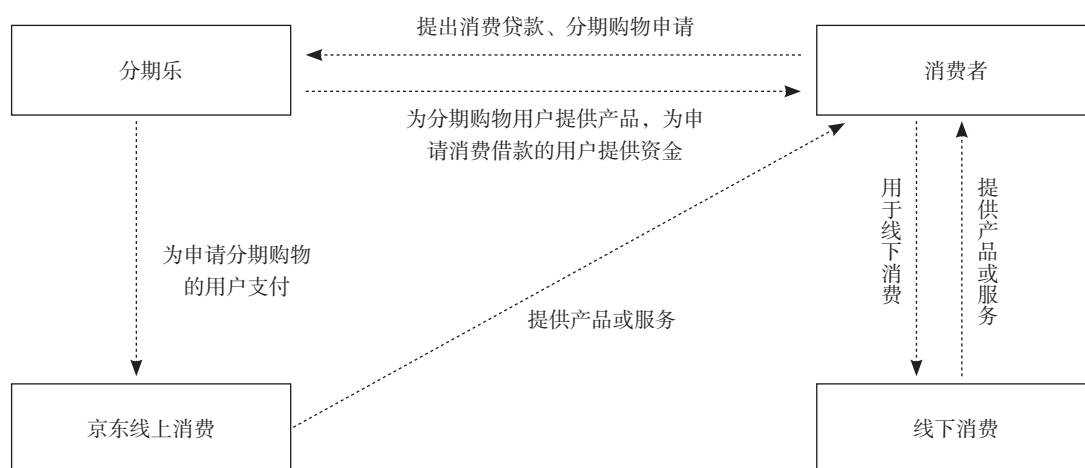 提出消费贷款、分期购物申请
分期乐
消费者
为分期购物用户提供产品，为申
请消费借款的用户提供资金
用于线下消费
提供产品或服务
为申请分期购物
的用户支付
提供产品或服务
京东线上消费
线下消费